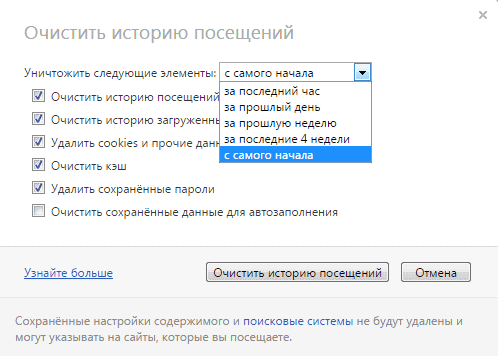 Очистить историю посещений
Уничтожить следующие элементы: с самого начала
за последний час
Очистить историю посещений
за прошлый день
Очистить историю
за прошлую неделю
за последние 4 недели
Удалить cookies и прочие
с самого начала
Очистить кэш
Удалить сохранённые пароли
Очистить сохранённые данные для автозаполнения
Узнайте больше Очистить историю посещений Отмена
Сохранённые настройки содержимого и поисковые системы не будут удалены и
могут указывать на сайты, которые вы посещаете.